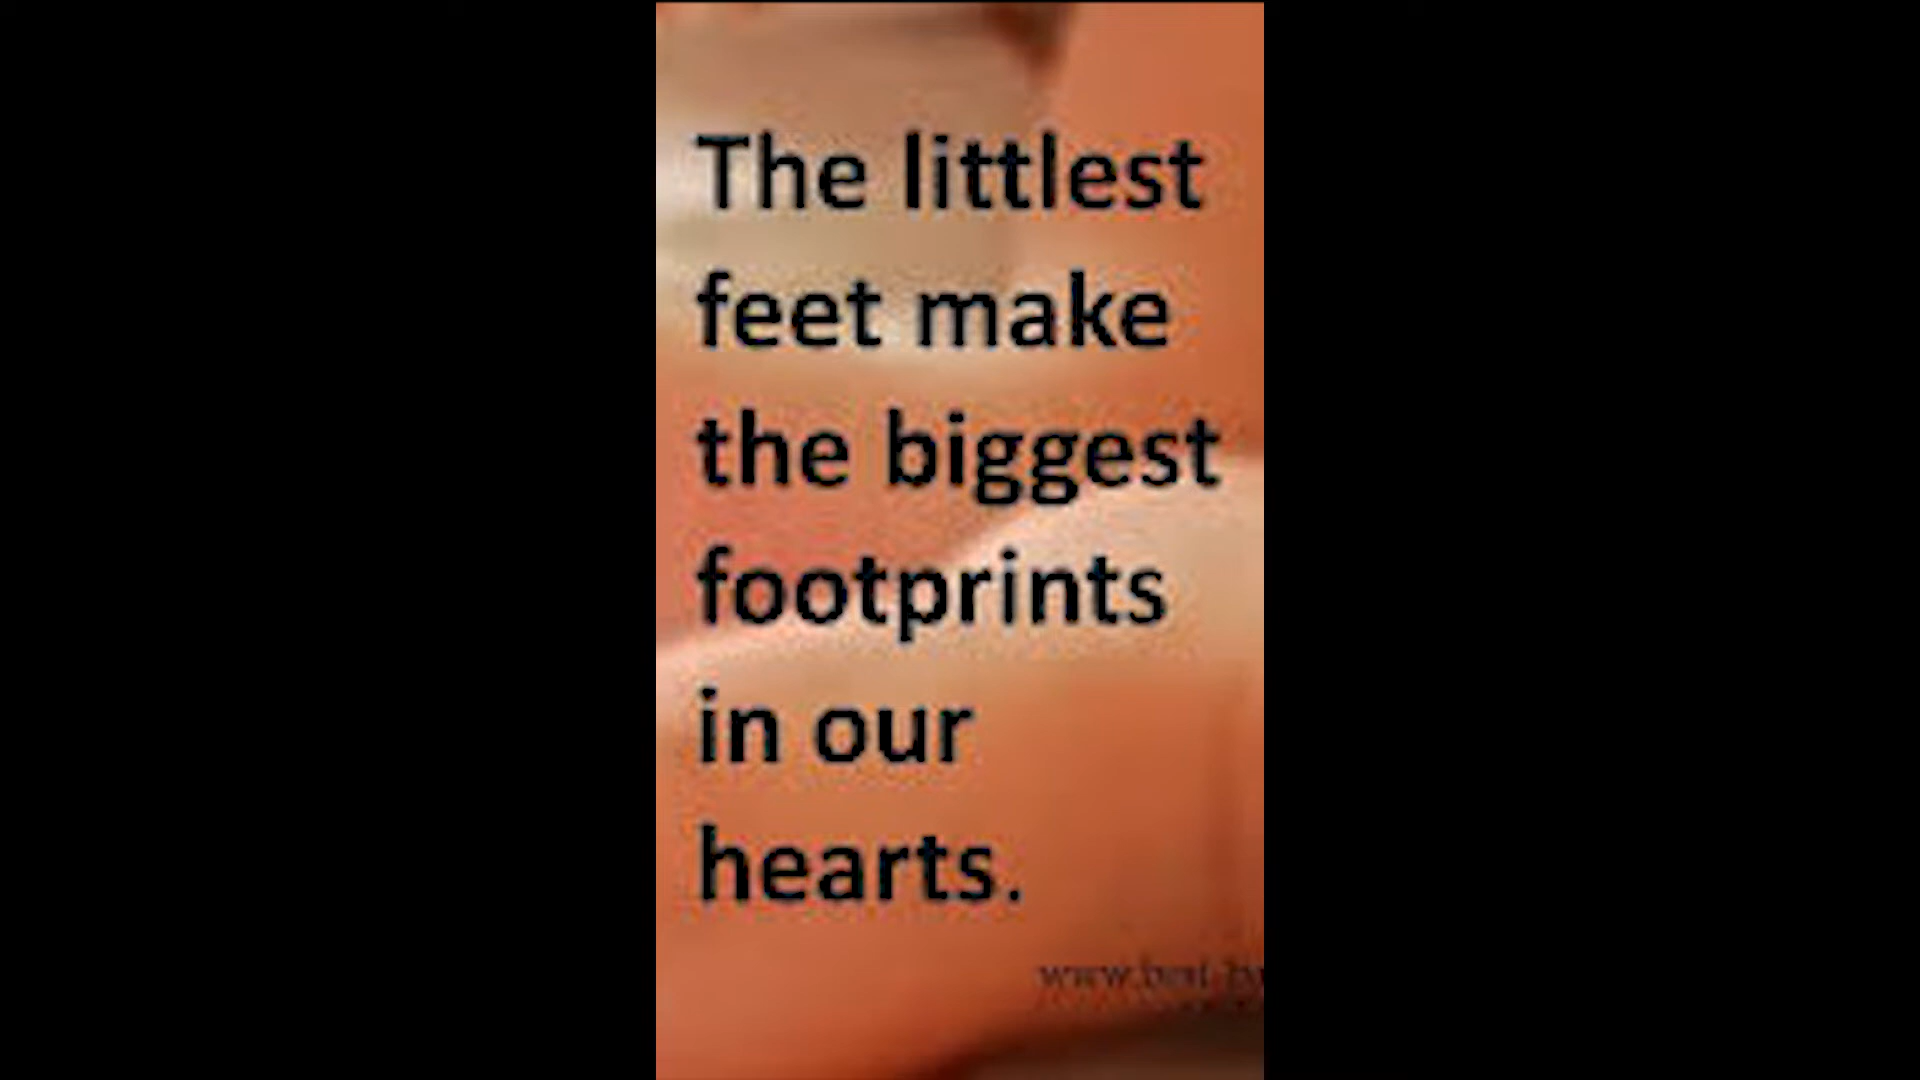 The littlest
feet make
the biggest
footprints
in our
hearts.